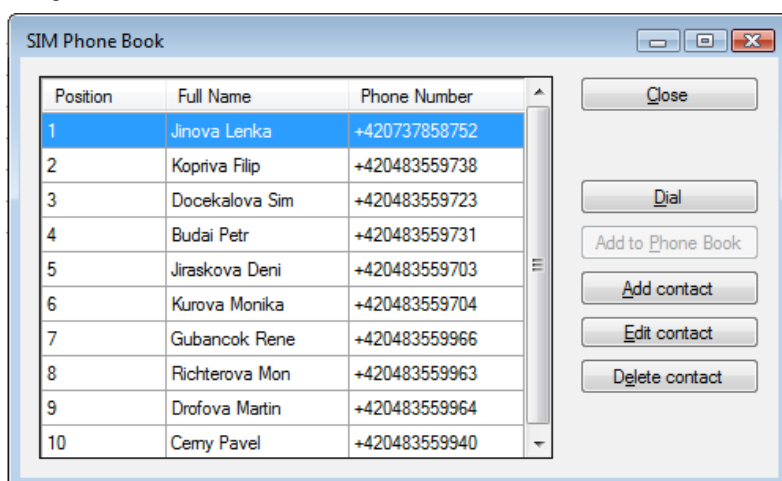 SIM Phone Book
Position Full Name Phone Number
1 Jinova Lenka +420737858752
2 Kopriva Filip +420483559738
3 Docekalova Sim +420483559723
4 Budai Petr +420483559731
5 Jiraskova Deni +420483559703
6 Kurova Monika +420483559704
7 Gubancok Rene +420483559966
8 Richterova Mon +420483559963
9 Drofova Martin +420483559964
10 Cerny Pavel +420483559940
Close
Dial
Add to Phone Book
Add contact
Edit contact
Delete contact